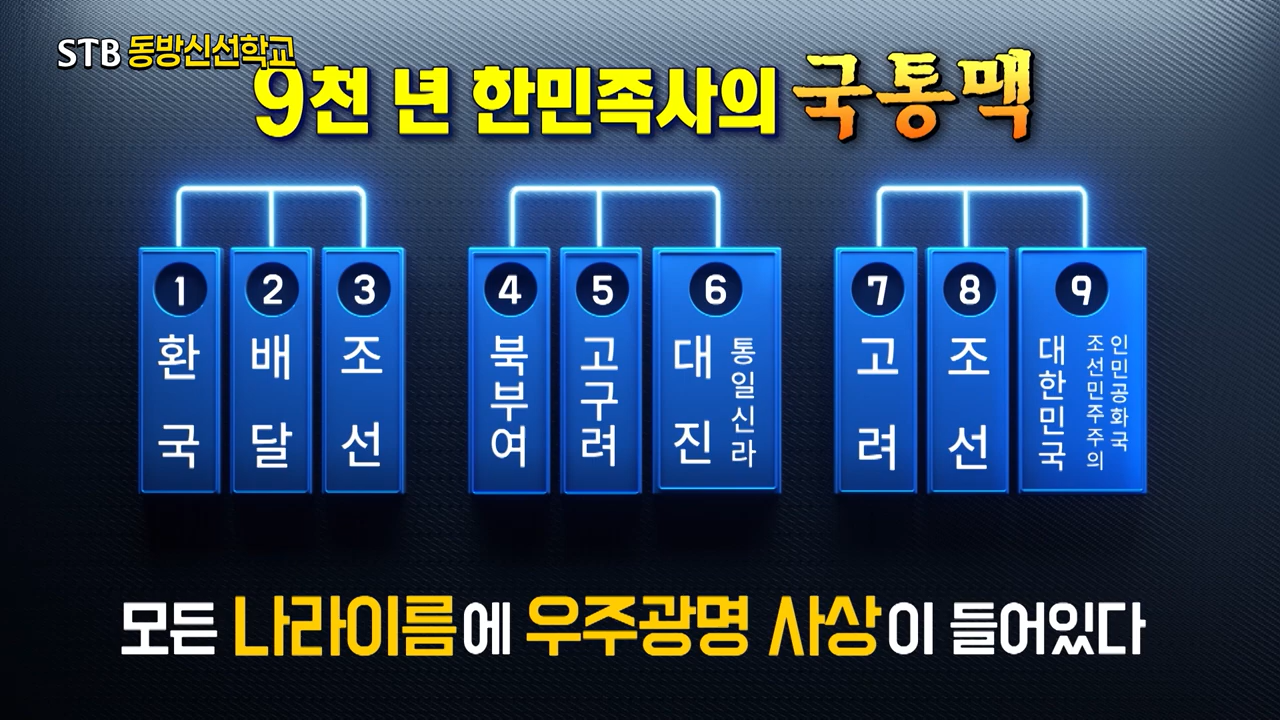 STB 동방신선학교
9천 년 한민족사의 국통맥
1
환국
2
배달
3
조선
4
북부여
5
고구려
6
대진
통일신라
7
고려
8
조선
9
대한민국
조선민주주의
인민공화국
모든 나라이름에 우주광명 사상이 들어있다